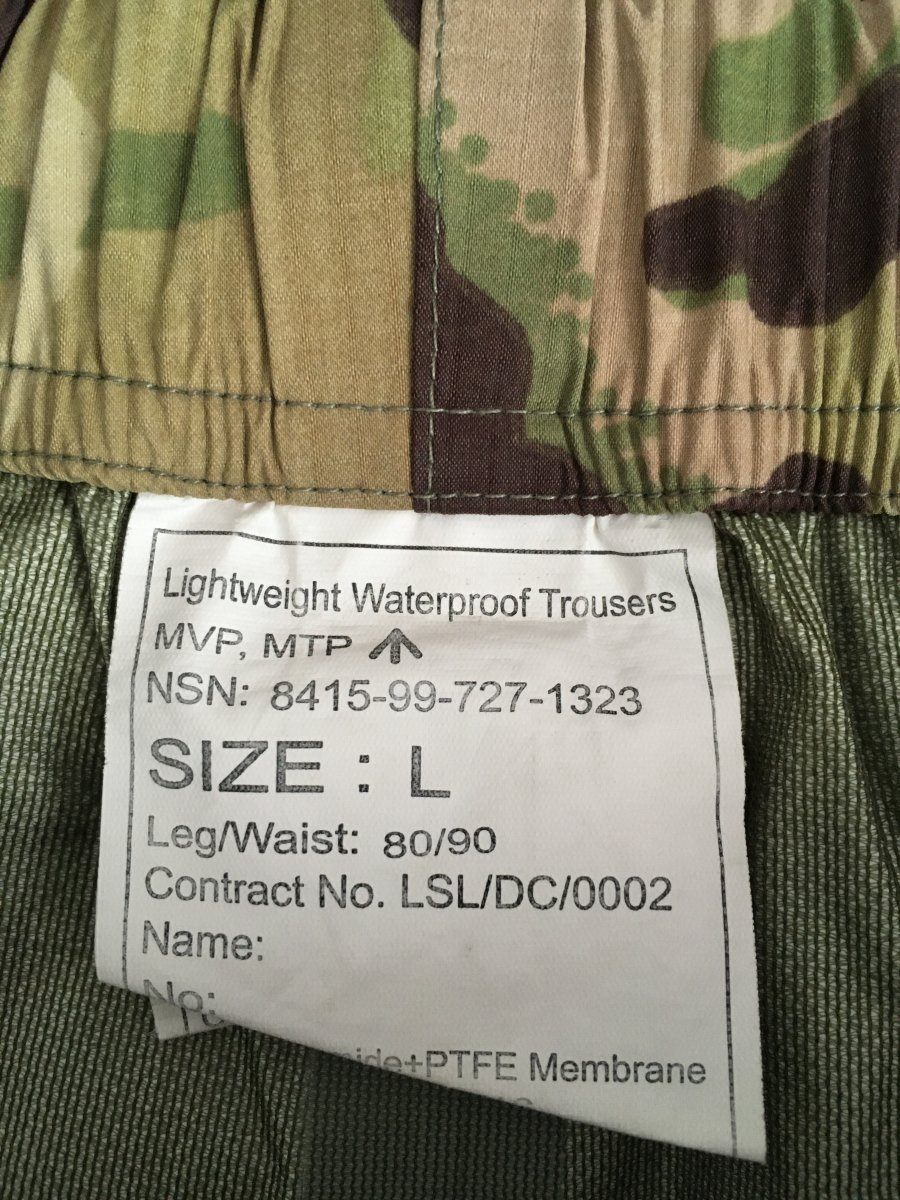 Lightweight Waterproof Trousers
MVP, MTP
NSN: 8415-99-727-1323
SIZE : L
Leg/Waist: 80/90
Contract No. LSL/DC/0002
Name:
No:
PTFE Membrane